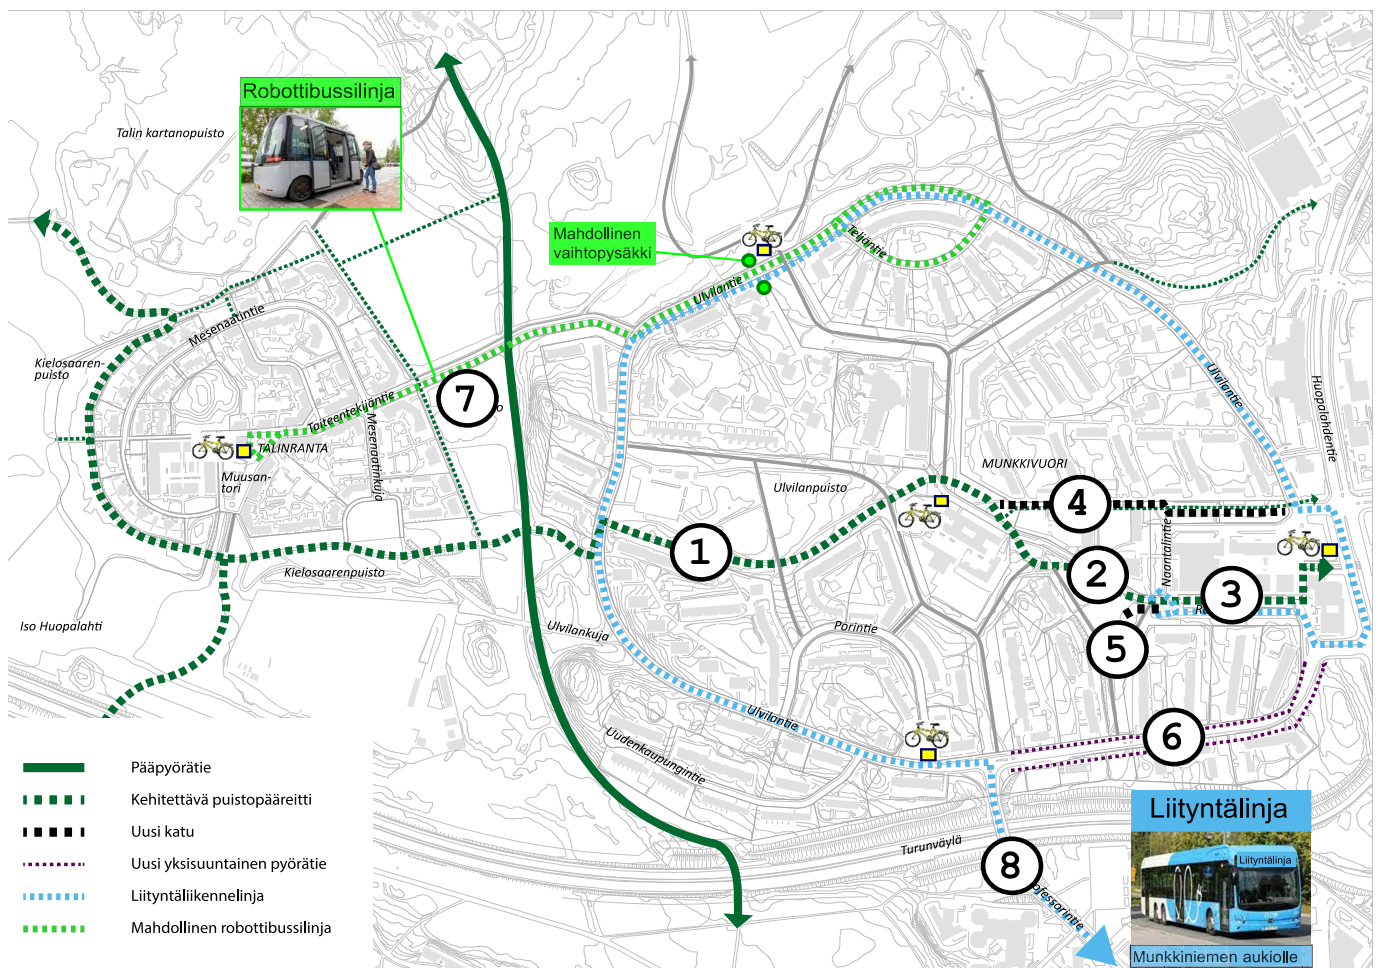 Robottibussilinja
Talin kartanopuisto
Mahdollinen
vaihtopysäkki
Teljäntie
Ulvilantie
Mesenaatintie
Kielosaaren-
puisto
Ulvilantie
Huopalahdentie
Taiteentekijäntie
7
TALINRANTA
Mesenaatinkuja
Muusan-
tori
MUNKKIVUORI
Ulvilanpuisto
4
1
Naantalintie
2
3
Kielosaarenpuisto
Iso Huopalahti
Ulvilankuja
Porintie
5
Ulvilantie
6
Uudenkaupungintie
Turunväylä
8
Pääpyörätie
Kehitettävä puistopääreitti
Uusi katu
Uusi yksisuuntainen pyörätie
Liityntäliikennelinja
Mahdollinen robottibussilinja
Liityntälinja
Liityntälinja
Munkkiniemen aukiolle